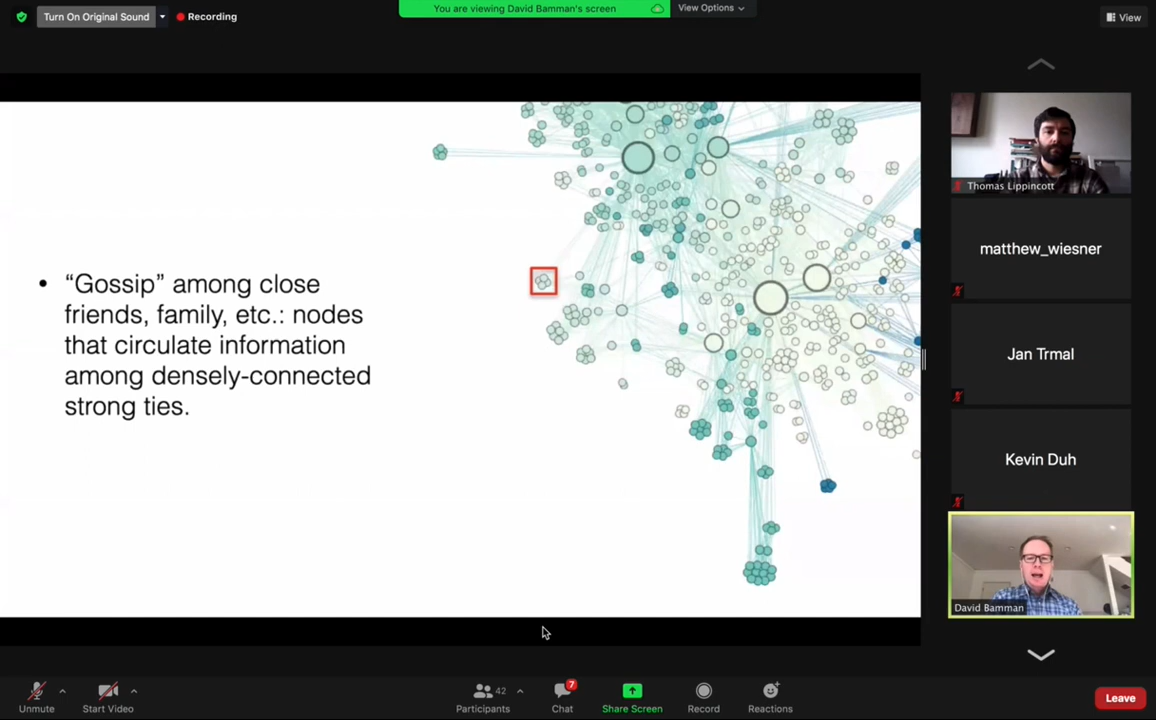 Turn On Original Sound
Recording
You are viewing David Bamman's screen
View Options
View
• “Gossip” among close
friends, family, etc.: nodes
that circulate information
among densely-connected
strong ties.
Thomas Lippincott
matthew_wiesner
Jan Trmal
Kevin Duh
David Bamman
Unmute
Start Video
42
Participants
7
Chat
Share Screen
Record
Reactions
Leave